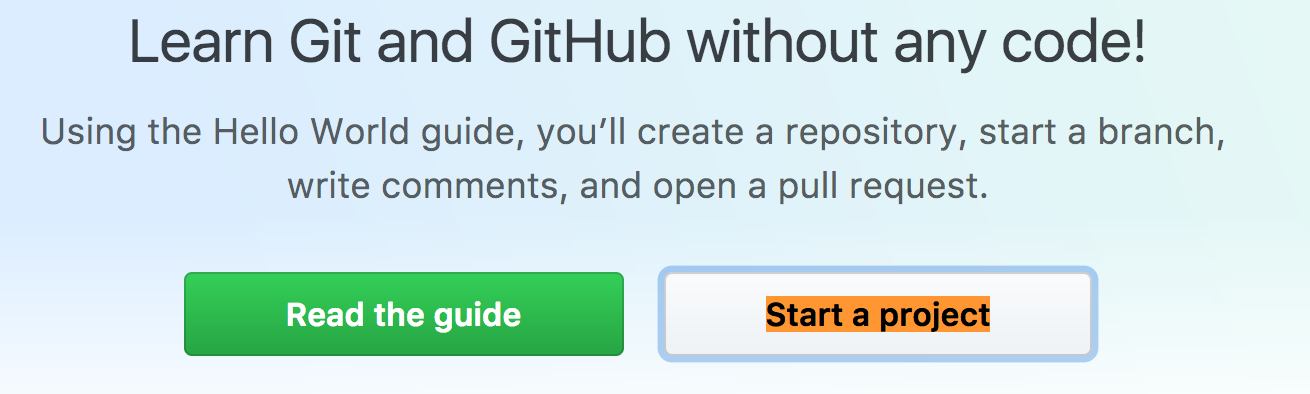 Learn Git and GitHub without any code!
Using the Hello World guide, you’ll create a repository, start a branch,
write comments, and open a pull request.
Read the guide
Start a project